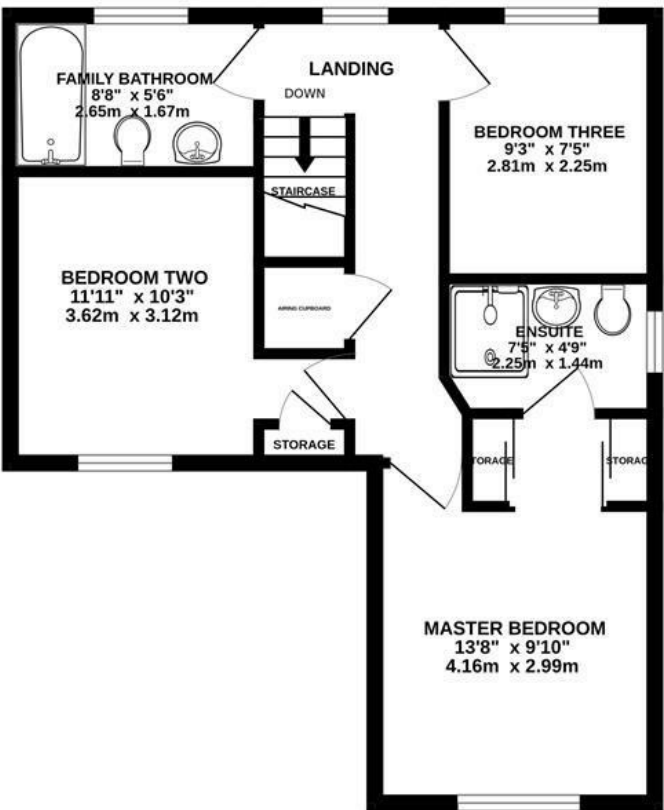 LANDING
DOWN
FAMILY BATHROOM
8'8" x 5'6"
2.65m x 1.67m
BEDROOM THREE
9'3" x 7'5"
2.81m x 2.25m
STAIRCASE
BEDROOM TWO
11'11" x 10'3"
3.62m x 3.12m
AIRING CUPBOARD
ENSUITE
7'5" x 4'9"
2.25m x 1.44m
STORAGE
TORAGE
STORAG
MASTER BEDROOM
13'8" x 9'10"
4.16m x 2.99m